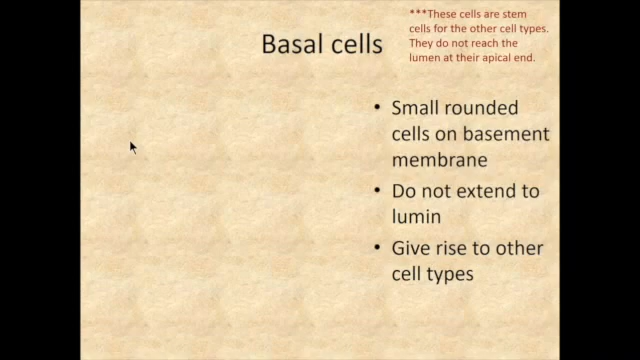 ***These cells are stem
cells for the other cell types.
They do not reach the
lumen at their apical end.
Basal cells
• Small rounded
cells on basement
membrane
• Do not extend to
lumin
• Give rise to other
cell types